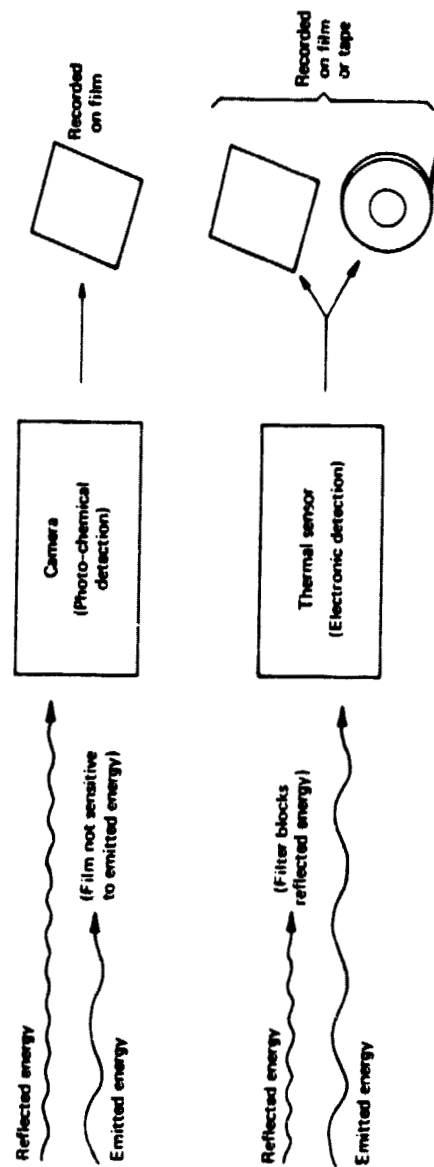 Reflected energy
Emitted energy
(Film not sensitive
to emitted energy)
Camera
(Photo-chemical
detection)
Recorded
on film
Reflected energy
Emitted energy
(Filter blocks
reflected energy)
Thermal sensor
(Electronic detection)
Recorded
on film
or tape